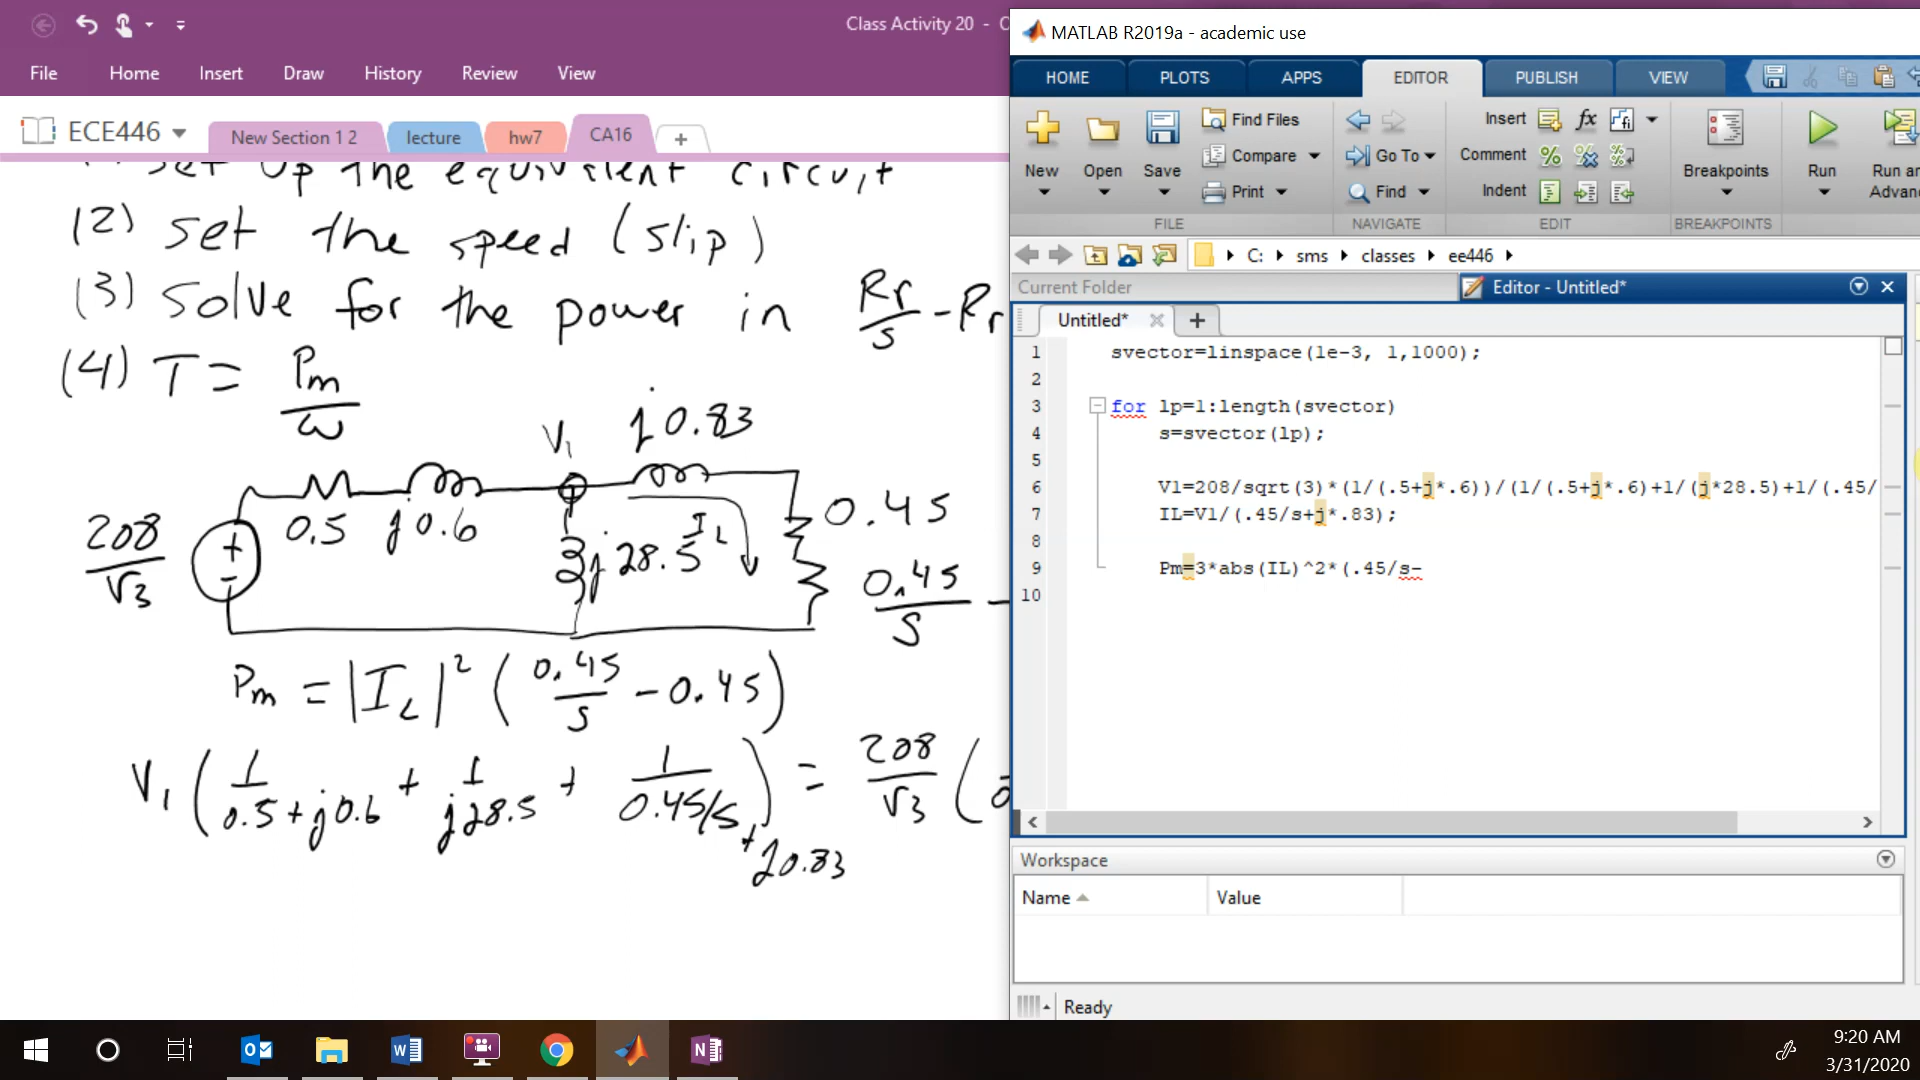 Class Activity 20 -
File Home Insert Draw History Review View
ECE446
New Section 1 2 lecture hw7 CA16 +
set up the equivalent circuit
(2) set the speed (slip)
(3) Solve for the power in Rr/s - Rr
(4) T = Pm/ω
V1 j0.83
208/√3 + - 0.5 j0.6 j28.5 IL 0.45
0.45/s -
Pm = |IL|² (0.45/s - 0.45)
V1 (1/0.5+j0.6 + 1/j28.5 + 1/0.45/s + j0.83) = 208/√3 (
MATLAB R2019a - academic use
HOME PLOTS APPS EDITOR PUBLISH VIEW
New Open Save Find Files Compare Print
Go To Find
Insert fx
Comment % %
Indent
Breakpoints Run Run an
Advan
FILE NAVIGATE EDIT BREAKPOINTS
C: sms classes ee446
Current Folder
Editor - Untitled*
Untitled* +
1 svector=linspace(1e-3, 1,1000);
2
3 for lp=1:length(svector)
4 s=svector(lp);
5
6 V1=208/sqrt(3)*(1/(.5+j*.6))/(1/(.5+j*.6)+1/(j*28.5)+1/(.45/
7 IL=V1/(.45/s+j*.83);
8
9 Pm=3*abs(IL)^2*(.45/s-
10
Workspace
Name Value
Ready
9:20 AM
3/31/2020